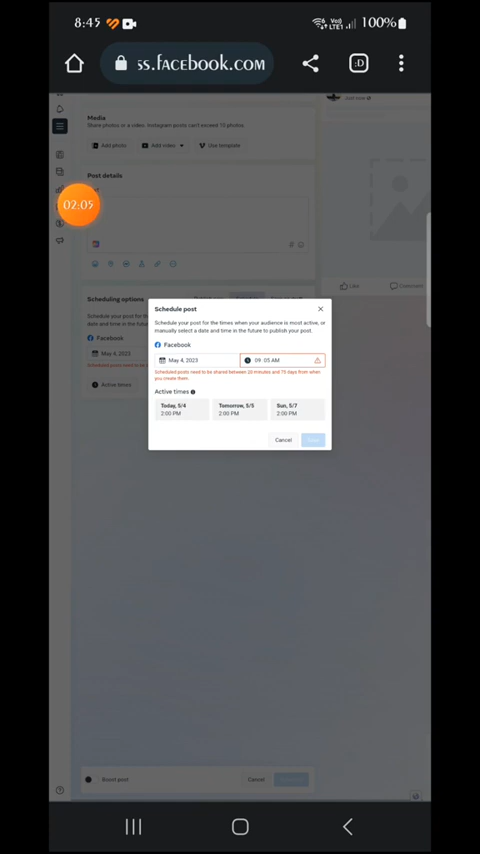 8:45
100%
ss.facebook.com
:D
Just now
Media
Share photos or a video. Instagram posts can't exceed 10 photos.
Add photo
Add video
Use template
Post details
02:05
Like
Comment
Scheduling options
Facebook
May 4, 2023
Active times
Schedule post
Schedule your post for the times when your audience is most active, or
manually select a date and time in the future to publish your post.
Facebook
May 4, 2023
09:05 AM
Scheduled posts need to be shared between 20 minutes and 75 days from when
you create them.
Active times
Today, 5/4
2:00 PM
Tomorrow, 5/5
2:00 PM
Sun, 5/7
2:00 PM
Cancel
Boost post
Cancel